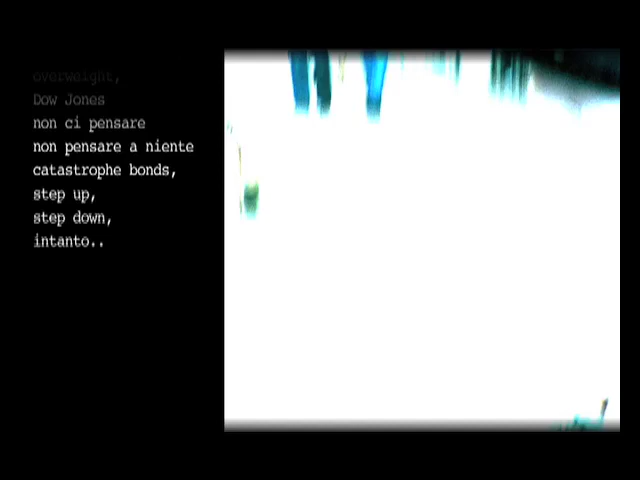 overweight,
Dow Jones
non ci pensare
non pensare a niente
catastrophe bonds,
step up,
step down,
intanto..